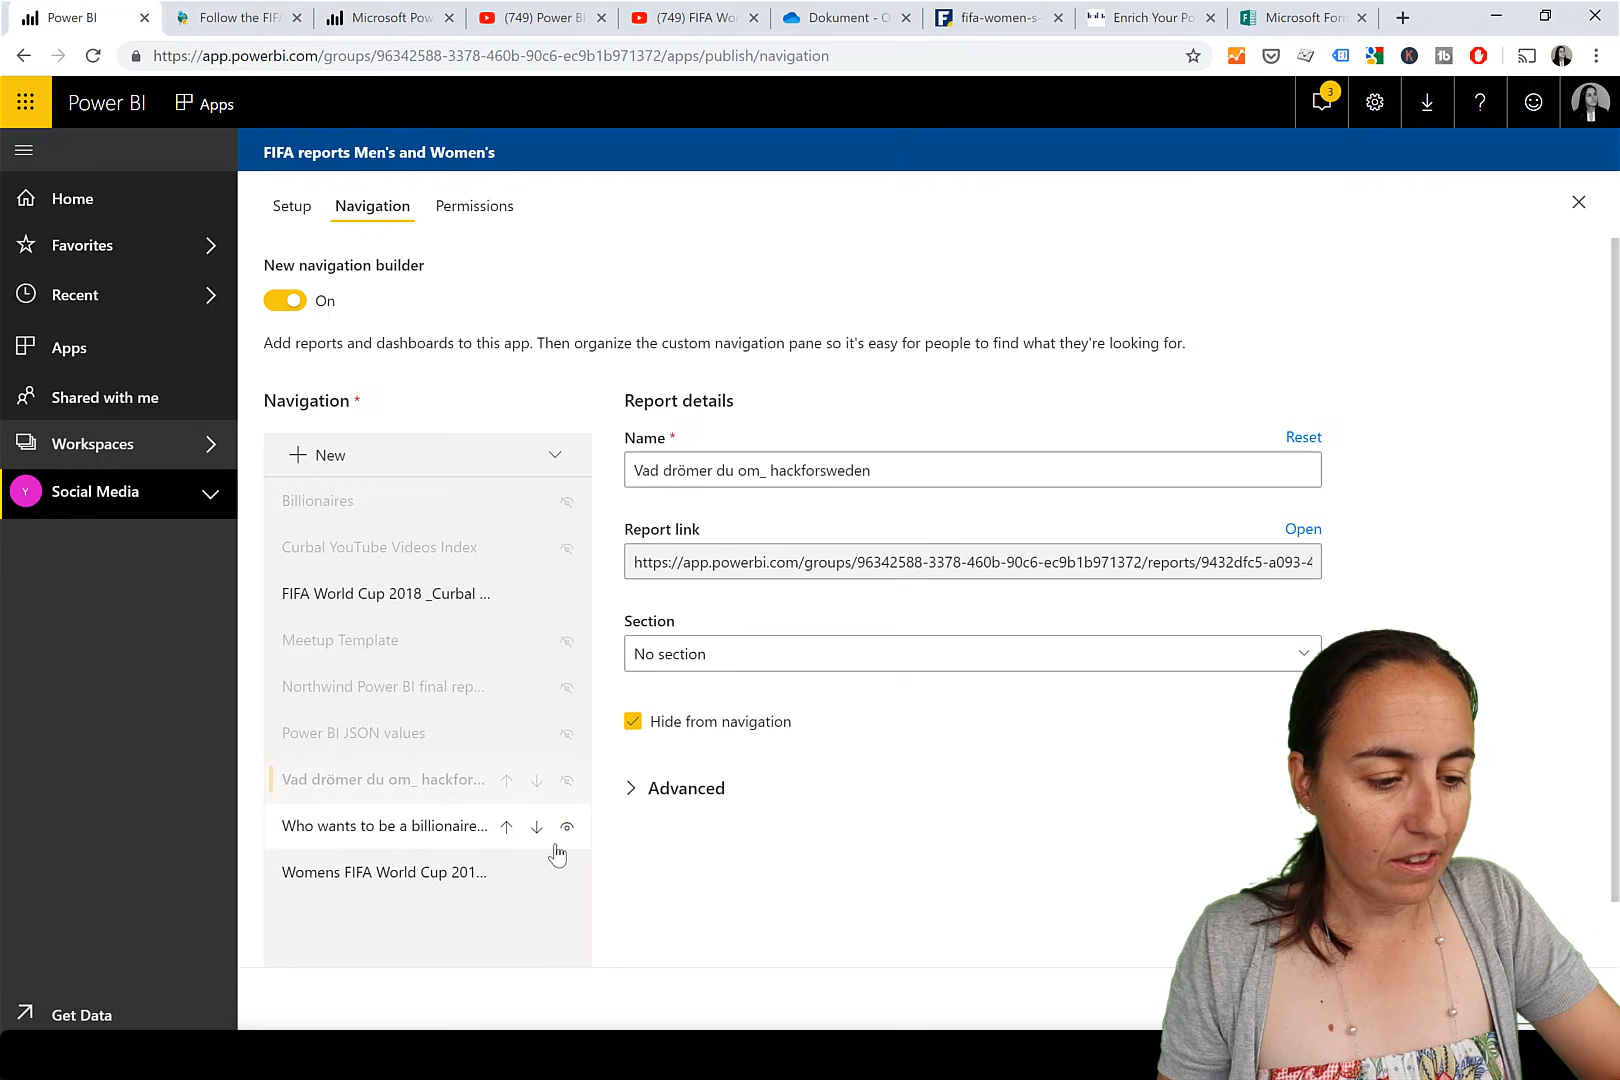 Power BI
Follow the FIFA
Microsoft Pow
(749) Power BI
(749) FIFA Wor
Dokument - O
fifa-women-s-
Enrich Your Po
Microsoft For
https://app.powerbi.com/groups/96342588-3378-460b-90c6-ec9b1b971372/apps/publish/navigation
Power BI
Apps
3
?
FIFA reports Men's and Women's
Home
Favorites
Recent
Apps
Shared with me
Workspaces
Y
Social Media
Get Data
Setup
Navigation
Permissions
New navigation builder
On
Add reports and dashboards to this app. Then organize the custom navigation pane so it's easy for people to find what they're looking for.
Navigation *
New
Billionaires
Curbal YouTube Videos Index
FIFA World Cup 2018 _Curbal ...
Meetup Template
Northwind Power BI final rep...
Power BI JSON values
Vad drömer du om_ hackfor...
Who wants to be a billionaire...
Womens FIFA World Cup 201...
Report details
Name *
Reset
Vad drömer du om_ hackforsweden
Report link
Open
https://app.powerbi.com/groups/96342588-3378-460b-90c6-ec9b1b971372/reports/9432dfc5-a093-4
Section
No section
Hide from navigation
Advanced